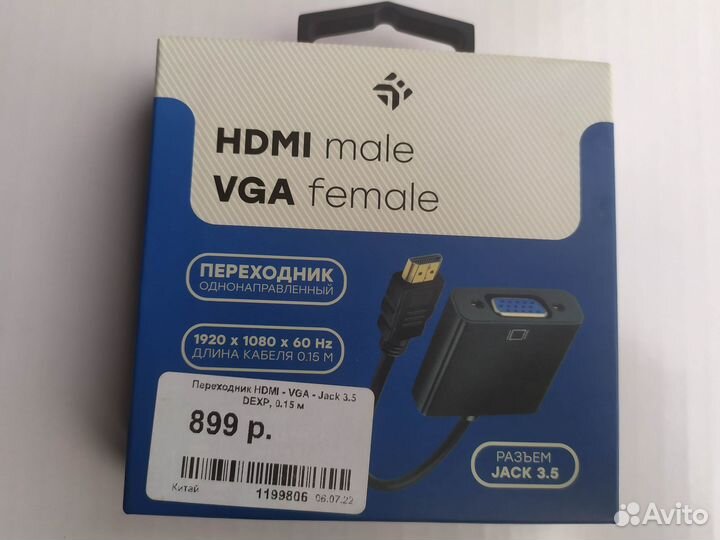 HDMI male
VGA female
ПЕРЕХОДНИК
ОДНОНАПРАВЛЕННЫЙ
1920 x 1080 x 60 Hz
ДЛИНА КАБЕЛЯ 0.15 М
Переходник HDMI - VGA - Jack 3.5
DEXP, 0.15 м
899 р.
Китай
1199806
06.07.22
РАЗЪЕМ
JACK 3.5
Avito